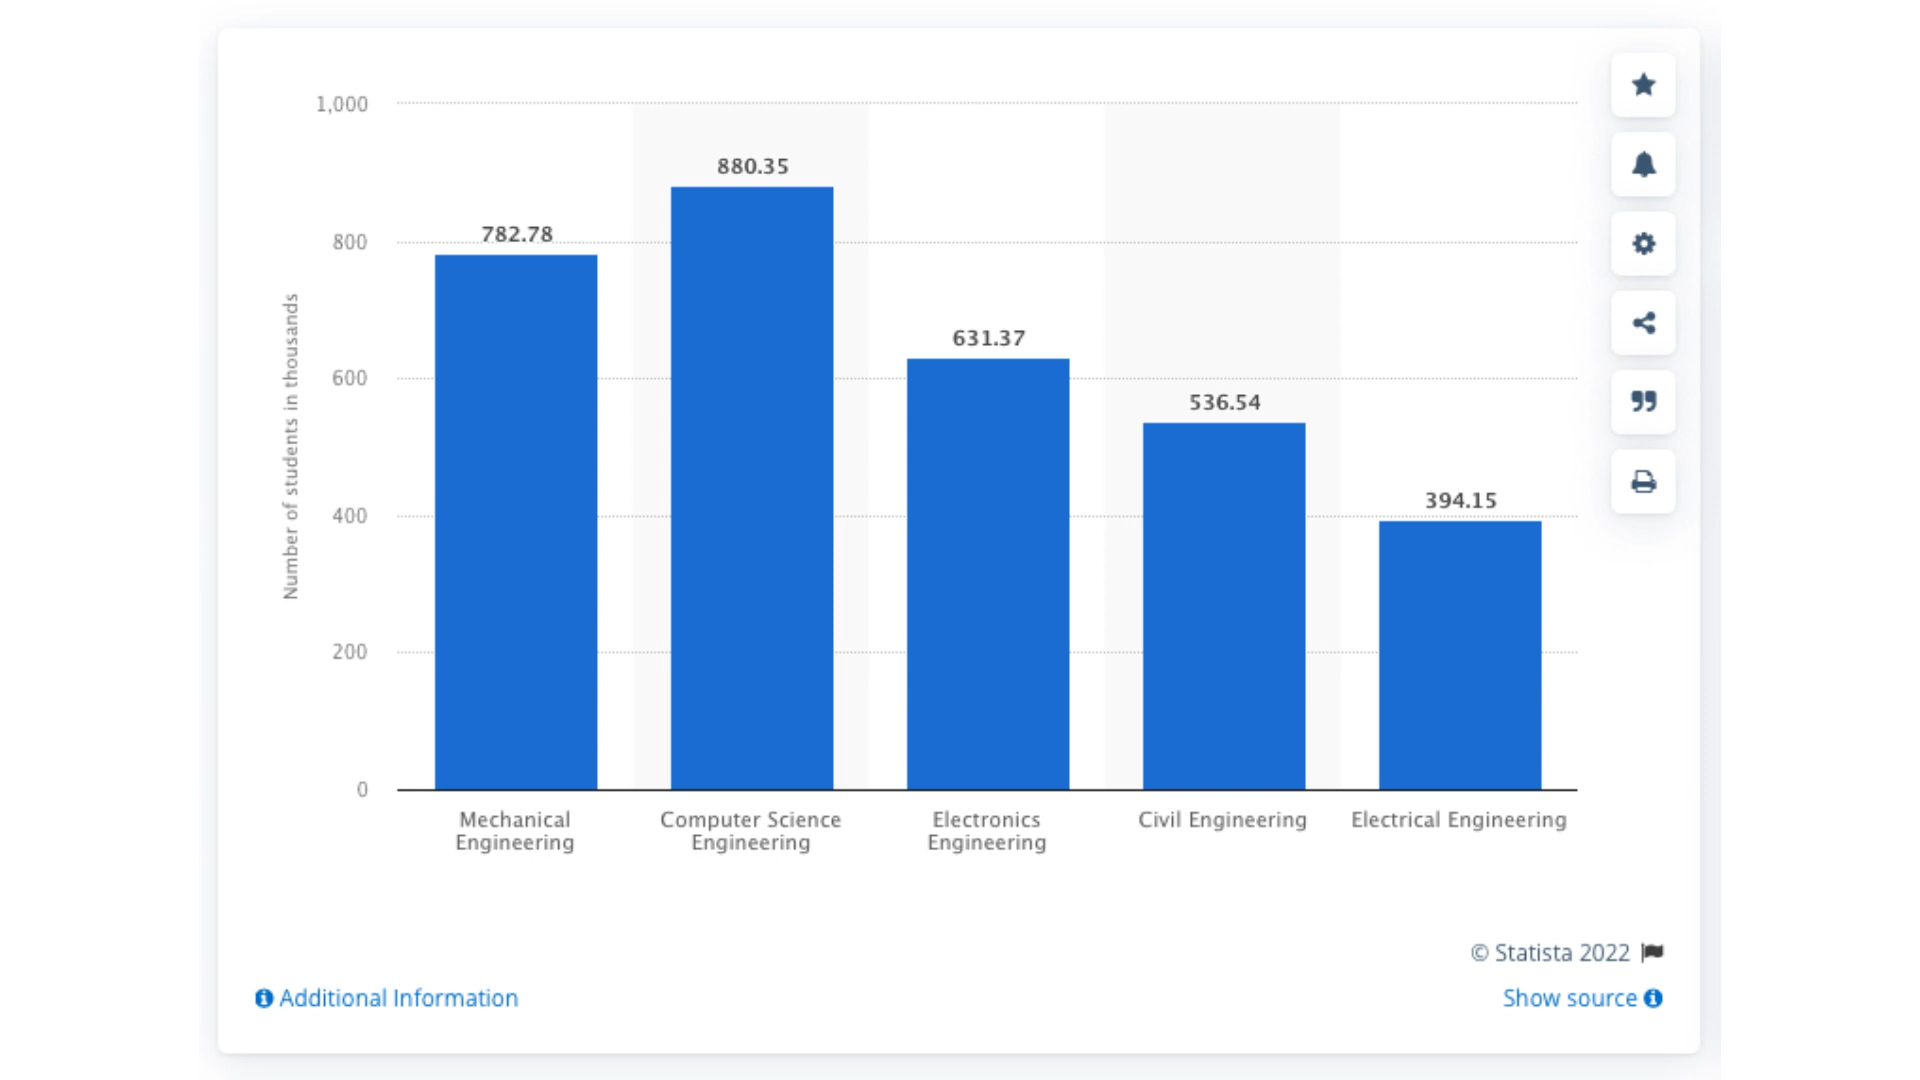 Number of students in thousands
1,000
800
600
400
200
0
782.78
880.35
631.37
536.54
394.15
Mechanical
Engineering
Computer Science
Engineering
Electronics
Engineering
Civil Engineering
Electrical Engineering
© Statista 2022
Additional Information
Show source